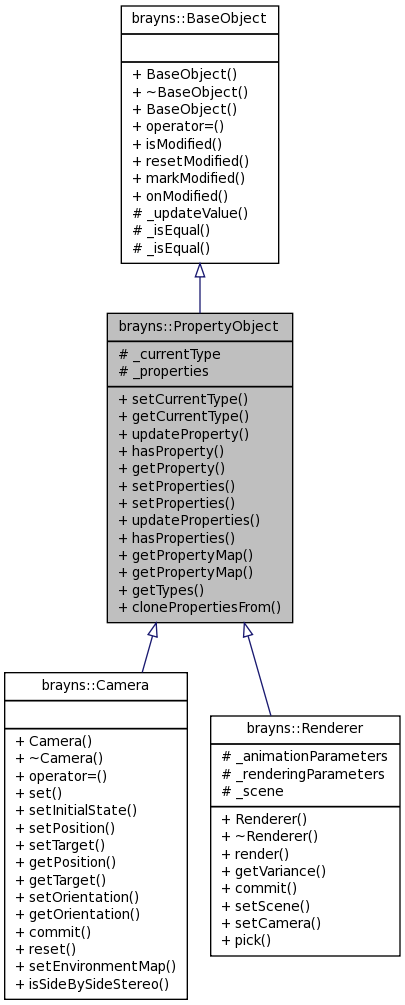 brayns::BaseObject
+ BaseObject()
+ ~BaseObject()
+ BaseObject()
+ operator=()
+ isModified()
+ resetModified()
+ markModified()
+ onModified()
# _updateValue()
# _isEqual()
# _isEqual()
brayns::PropertyObject
# _currentType
# _properties
+ setCurrentType()
+ getCurrentType()
+ updateProperty()
+ hasProperty()
+ getProperty()
+ setProperties()
+ setProperties()
+ updateProperties()
+ hasProperties()
+ getPropertyMap()
+ getPropertyMap()
+ getTypes()
+ clonePropertiesFrom()
brayns::Camera
+ Camera()
+ ~Camera()
+ operator=()
+ set()
+ setInitialState()
+ setPosition()
+ setTarget()
+ getPosition()
+ getTarget()
+ setOrientation()
+ getOrientation()
+ commit()
+ reset()
+ setEnvironmentMap()
+ isSideBySideStereo()
brayns::Renderer
# _animationParameters
# _renderingParameters
# _scene
+ Renderer()
+ ~Renderer()
+ render()
+ getVariance()
+ commit()
+ setScene()
+ setCamera()
+ pick()